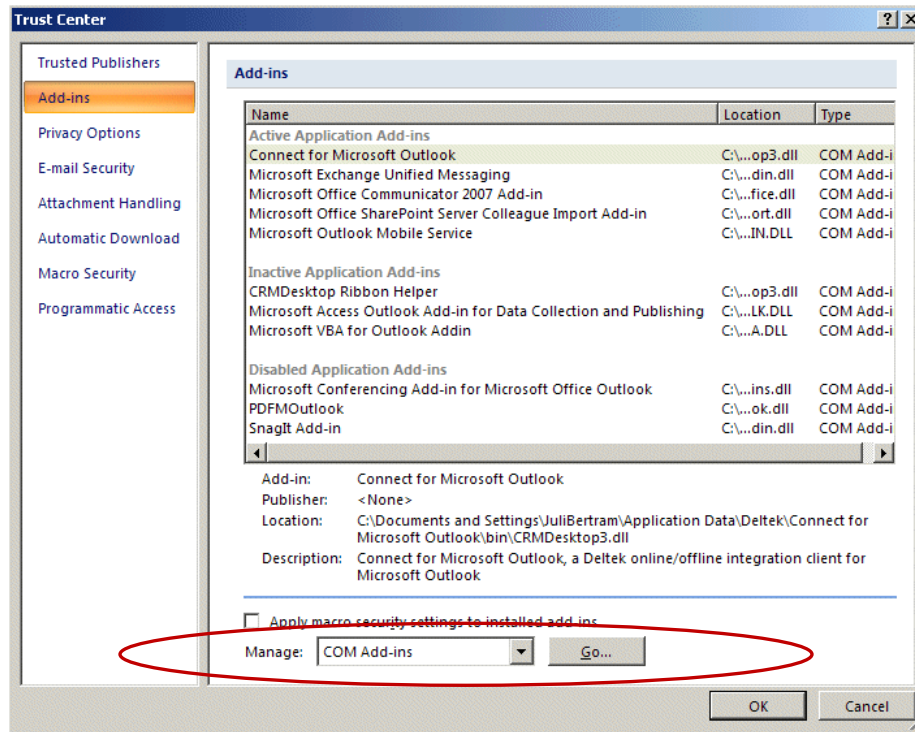 Trust Center
Trusted Publishers
Add-ins
Privacy Options
E-mail Security
Attachment Handling
Automatic Download
Macro Security
Programmatic Access
Add-ins
Name Location Type
Active Application Add-ins
Connect for Microsoft Outlook C:\...op3.dll COM Add-i
Microsoft Exchange Unified Messaging C:\...din.dll COM Add-i
Microsoft Office Communicator 2007 Add-in C:\...fice.dll COM Add-i
Microsoft Office SharePoint Server Colleague Import Add-in C:\...ort.dll COM Add-i
Microsoft Outlook Mobile Service C:\...IN.DLL COM Add-i
Inactive Application Add-ins
CRMDesktop Ribbon Helper C:\...op3.dll COM Add-i
Microsoft Access Outlook Add-in for Data Collection and Publishing C:\...LK.DLL COM Add-i
Microsoft VBA for Outlook Addin C:\...A.DLL COM Add-i
Disabled Application Add-ins
Microsoft Conferencing Add-in for Microsoft Office Outlook C:\...ins.dll COM Add-i
PDFMOutlook C:\...ok.dll COM Add-i
SnagIt Add-in C:\...din.dll COM Add-i
Add-in: Connect for Microsoft Outlook
Publisher: <None>
Location: C:\Documents and Settings\JuliBertram\Application Data\Deltek\Connect for
Microsoft Outlook\bin\CRMDesktop3.dll
Description: Connect for Microsoft Outlook, a Deltek online/offline integration client for
Microsoft Outlook
Apply macro security settings to installed add-ins
Manage: COM Add-ins Go...
OK Cancel